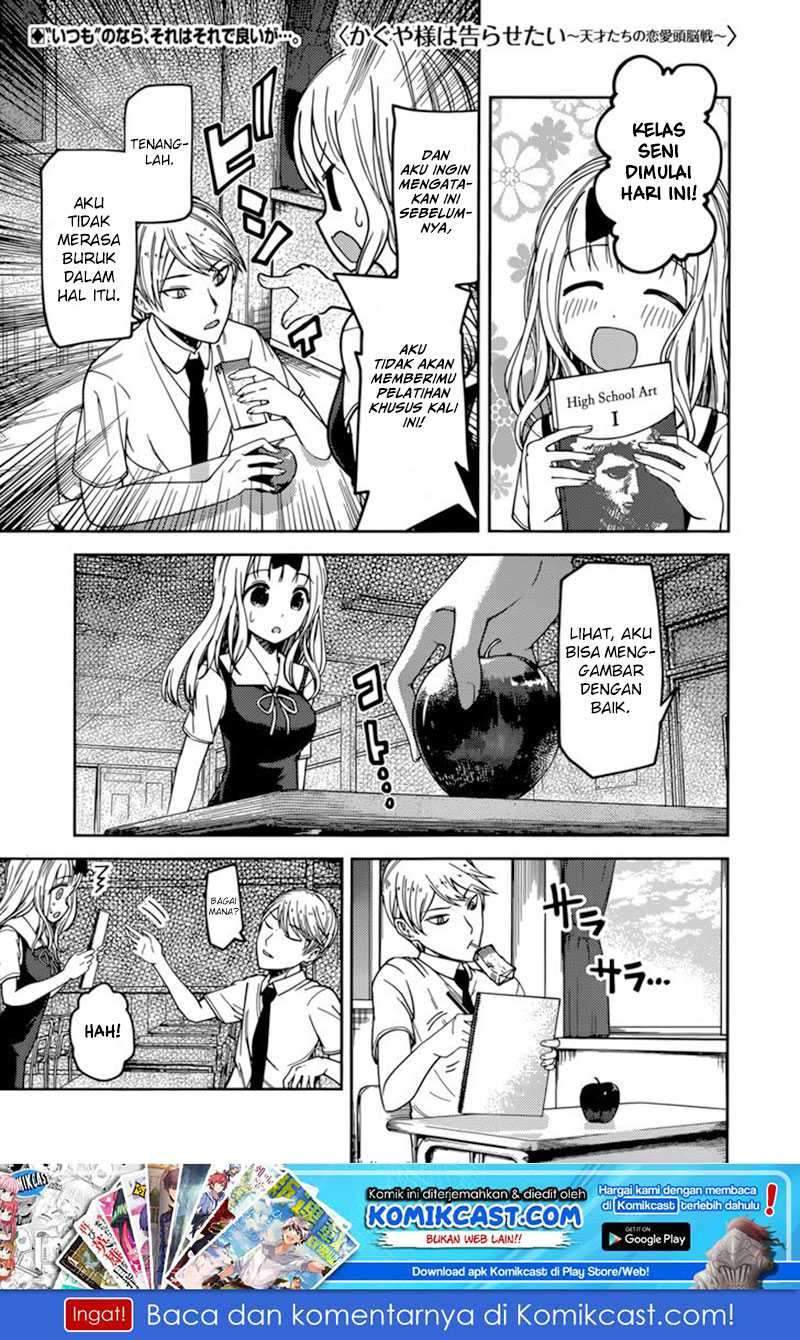 ◆"いつも"のなら、それはそれで良いが…。
〈かぐや様は告らせたい～天才たちの恋愛頭脳戦～〉
KELAS
SENI
DIMULAI
HARI INI!
High School Art
I
DAN
AKU INGIN
MENGATA-
KAN INI
SEBELUM-
NYA,
AKU
TIDAK AKAN
MEMBERIMU
PELATIHAN
KHUSUS KALI
INI!
TENANG-
LAH.
AKU
TIDAK
MERASA
BURUK
DALAM
HAL ITU.
LIHAT, AKU
BISA MENG-
GAMBAR
DENGAN
BAIK.
コト...
サラ
サラ...
BAGAI
MANA?
HAH!
KOMIKCAST
Komik ini diterjemahkan & diedit oleh
KOMIKCAST.COM
BUKAN WEB LAIN!!
Hargai kami dengan membaca
di Komikcast terlebih dahulu
!
GET IT ON
Google Play
Download apk Komikcast di Play Store/Web!
Ingat!
Baca dan komentarnya di Komikcast.com!